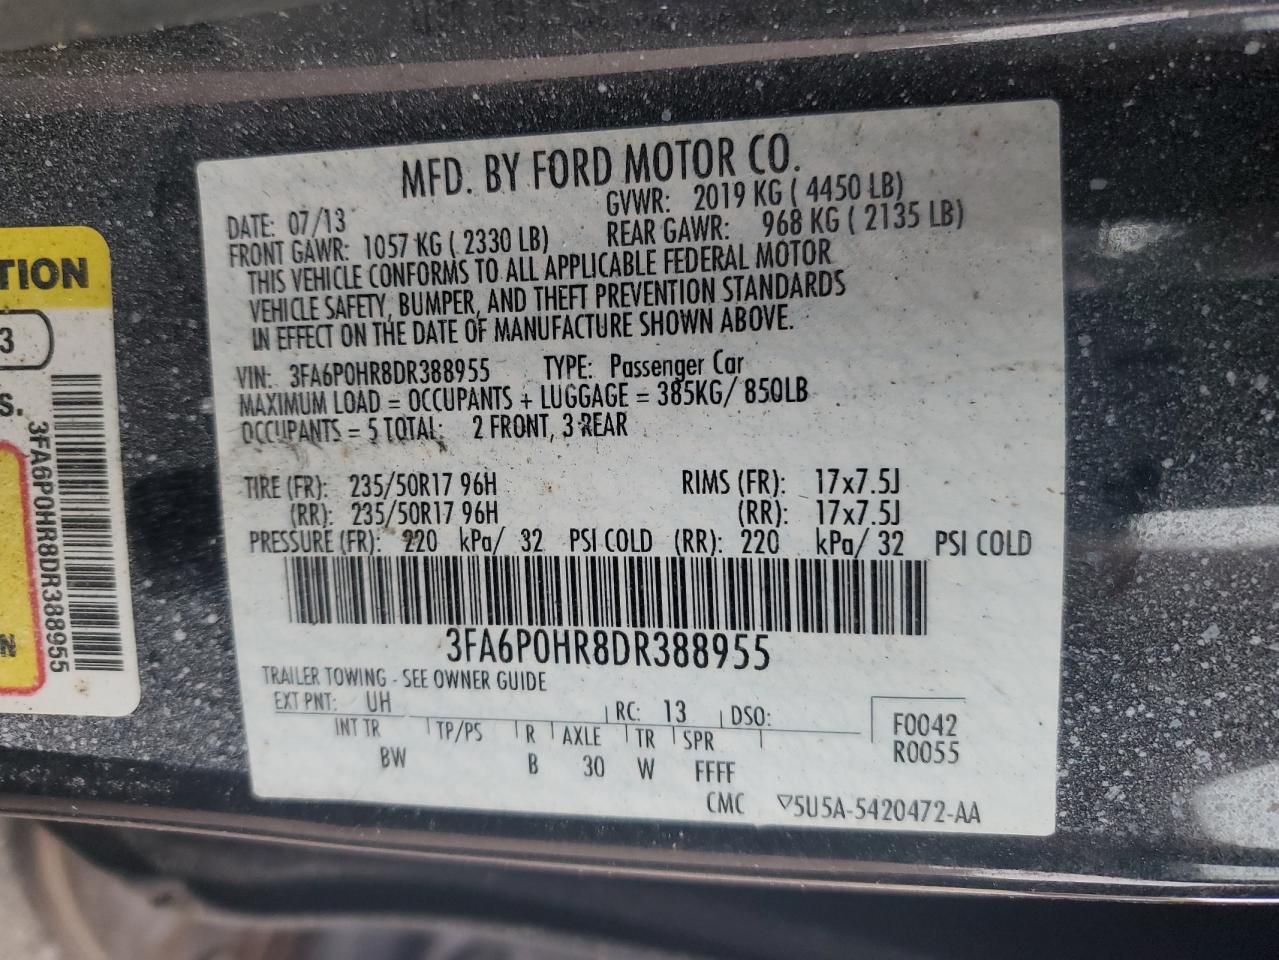 MFD. BY FORD MOTOR CO.
DATE: 07/13 GVWR: 2019 KG ( 4450 LB)
FRONT GAWR: 1057 KG ( 2330 LB) REAR GAWR: 968 KG ( 2135 LB)
THIS VEHICLE CONFORMS TO ALL APPLICABLE FEDERAL MOTOR
VEHICLE SAFETY, BUMPER, AND THEFT PREVENTION STANDARDS
IN EFFECT ON THE DATE OF MANUFACTURE SHOWN ABOVE.
VIN: 3FA6P0HR8DR388955 TYPE: Passenger Car
MAXIMUM LOAD = OCCUPANTS + LUGGAGE = 385KG/ 850LB
OCCUPANTS = 5 TOTAL: 2 FRONT, 3 REAR
TIRE (FR): 235/50R17 96H RIMS (FR): 17x7.5J
(RR): 235/50R17 96H (RR): 17x7.5J
PRESSURE (FR): 220 kPa/ 32 PSI COLD (RR): 220 kPa/ 32 PSI COLD
3FA6P0HR8DR388955
TRAILER TOWING - SEE OWNER GUIDE
EXT PNT: UH RC: 13 DSO:
INT TR TP/PS R AXLE TR SPR
BW B 30 W FFFF
F0042
R0055
CMC ▽5U5A-5420472-AA
TION
3
S.
3FA6P0HR8DR388955
N